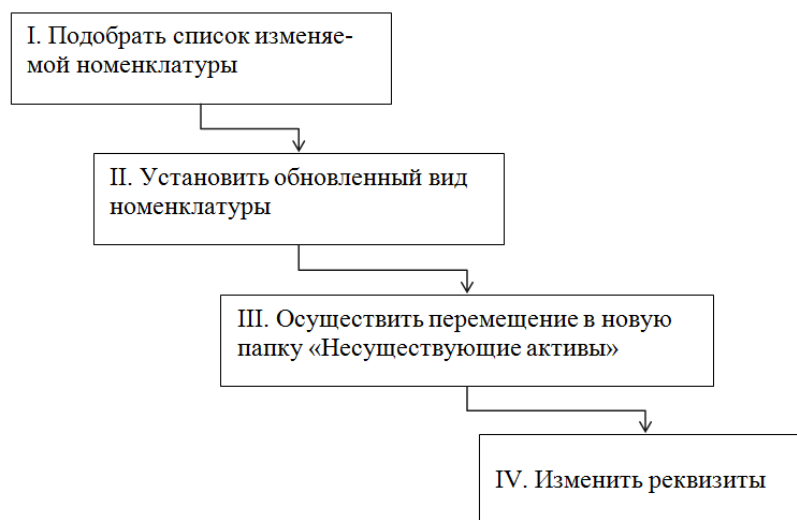 I. Подобрать список изменяе-
мой номенклатуры
II. Установить обновленный вид
номенклатуры
III. Осуществить перемещение в новую
папку «Несуществующие активы»
IV. Изменить реквизиты